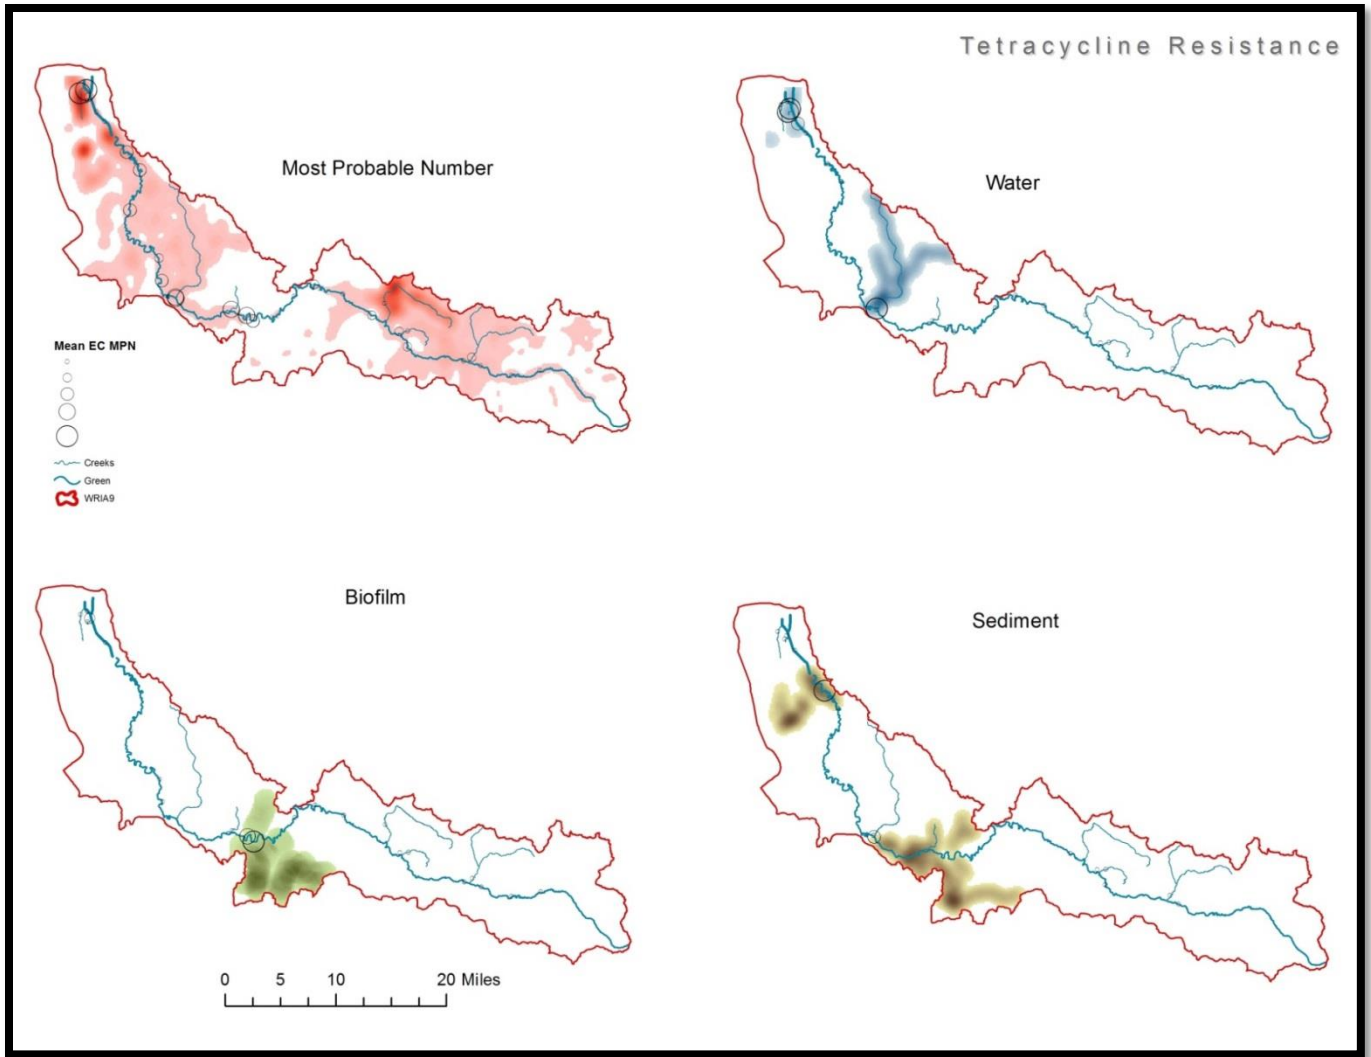 Tetracycline Resistance
Most Probable Number
Water
Mean EC MPN
Creeks
Green
WRIA9
Biofilm
Sediment
0 5 10 20 Miles